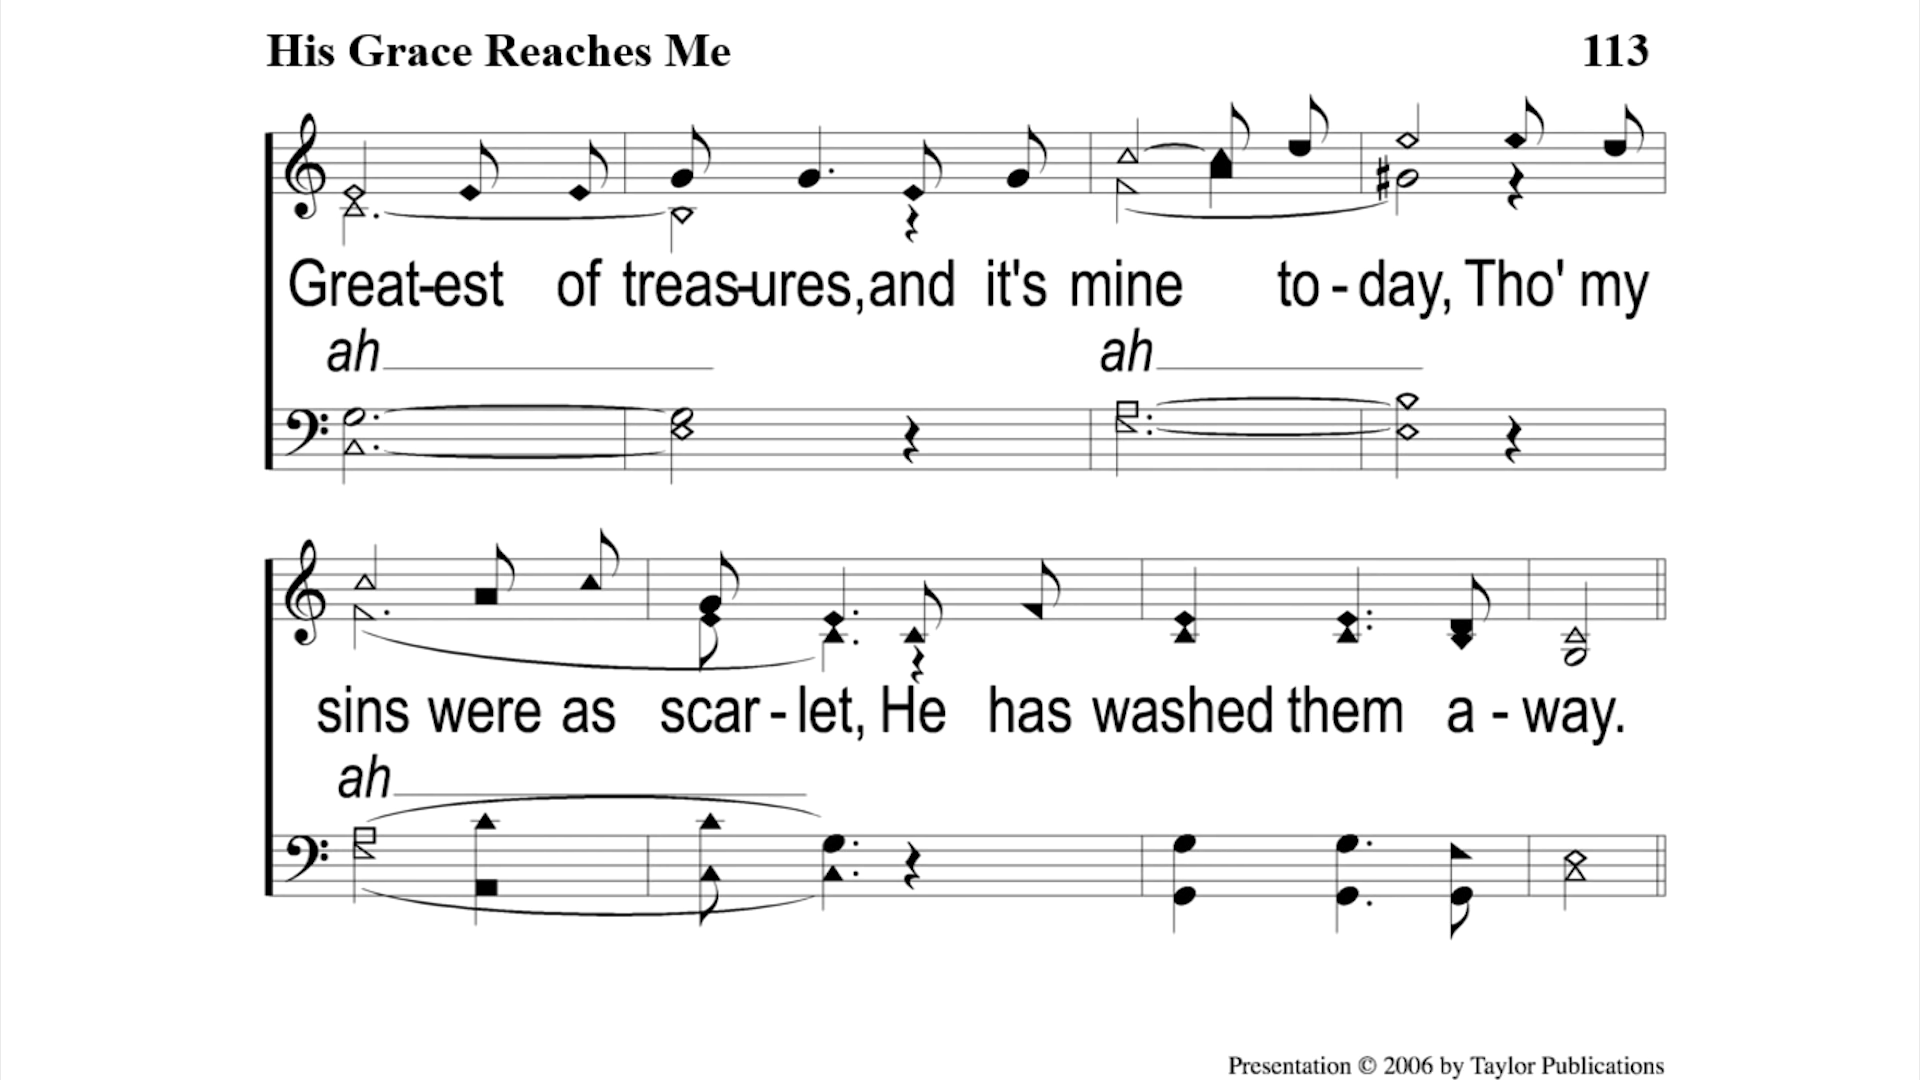 His Grace Reaches Me 113
Great-est of treas-ures, and it's mine to - day, Tho' my
ah
ah
sins were as scar - let, He has washed them a - way.
ah
Presentation © 2006 by Taylor Publications